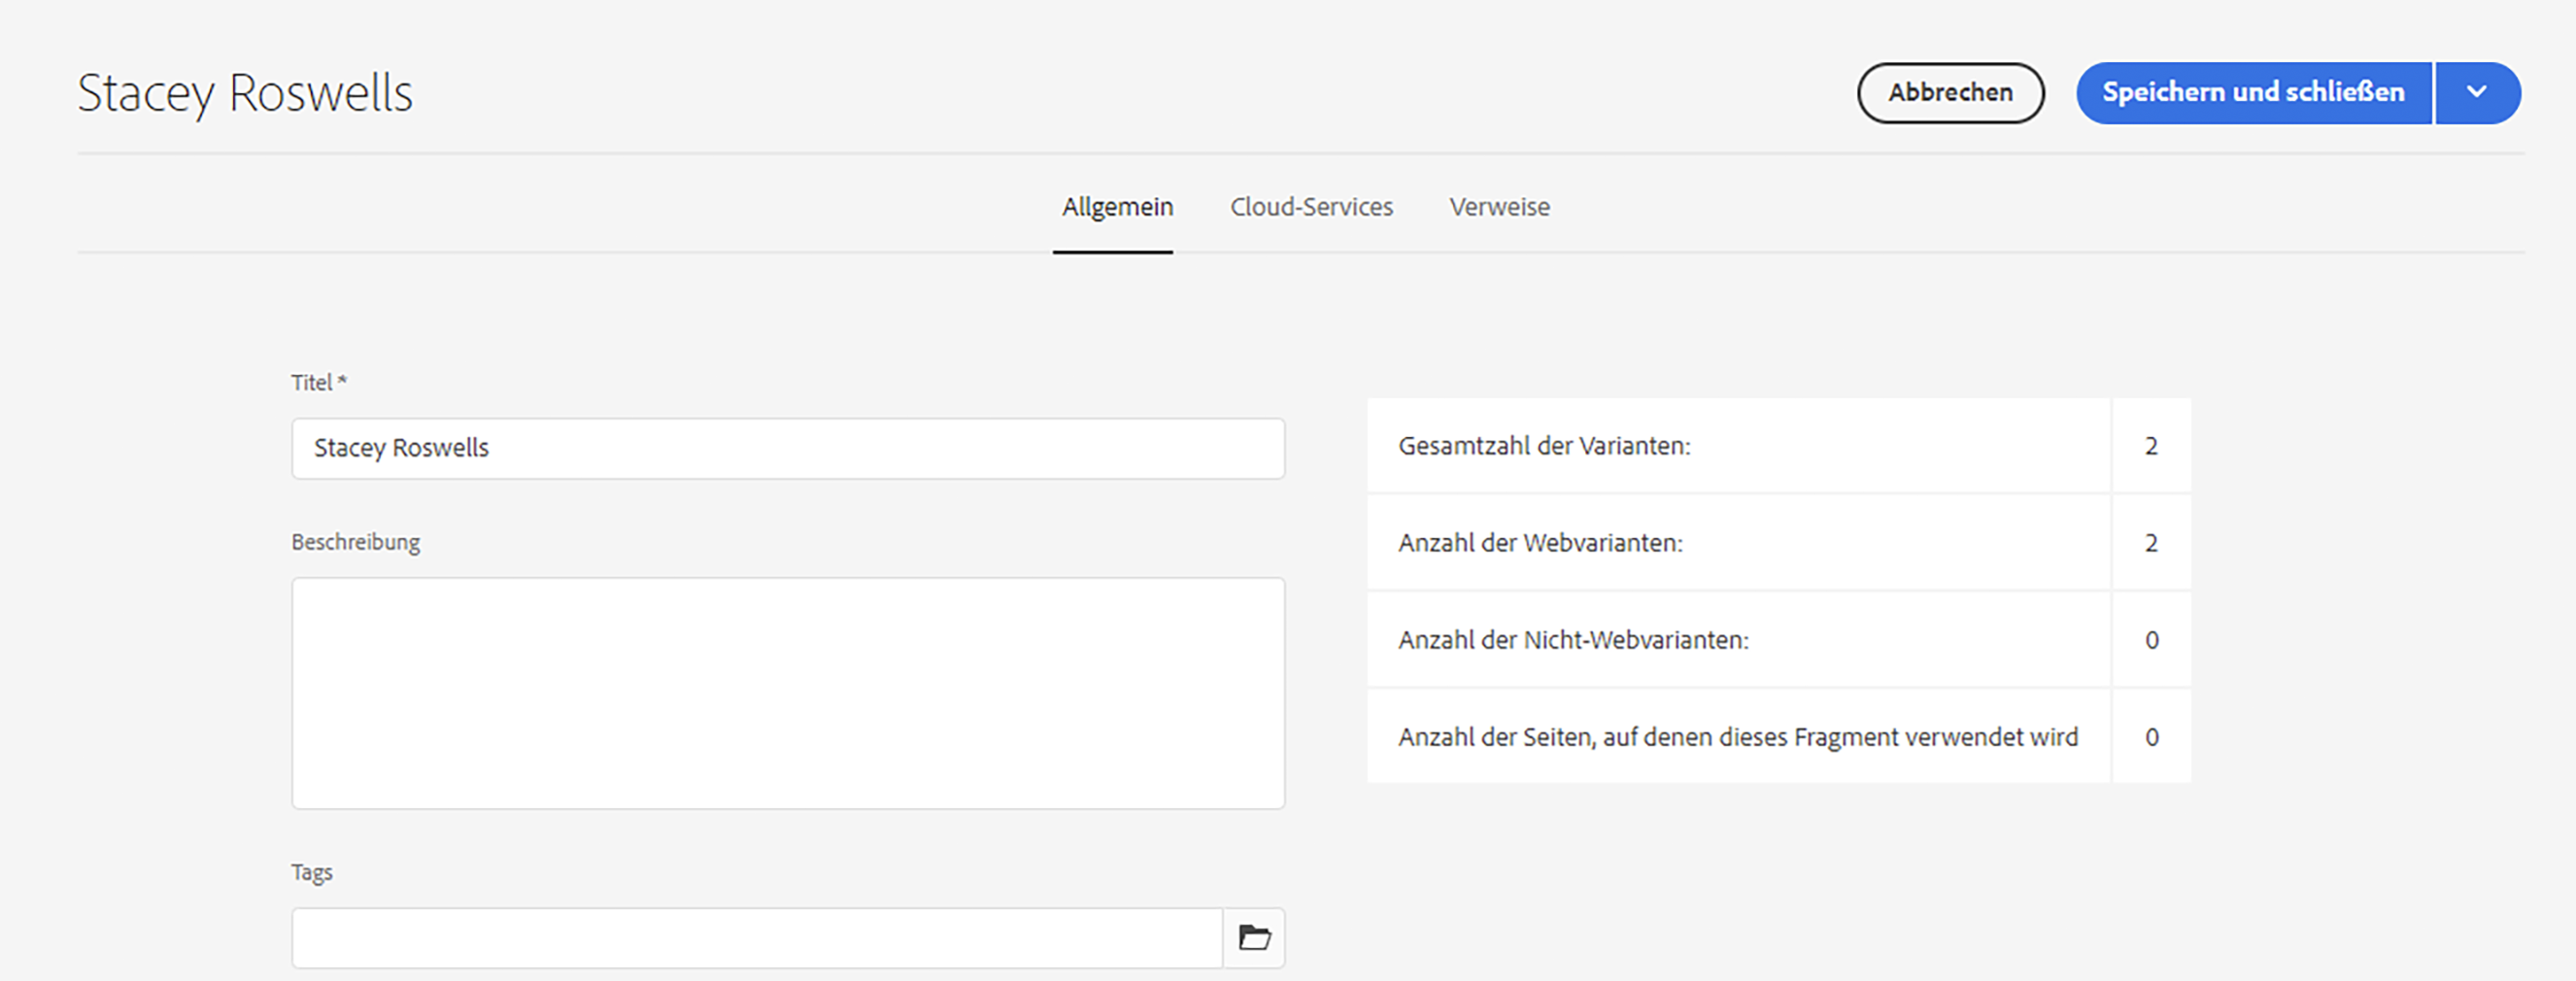 Stacey Roswells
Abbrechen
Speichern und schließen
Allgemein
Cloud-Services
Verweise
Titel *
Stacey Roswells
Beschreibung
Tags
Gesamtzahl der Varianten: 2
Anzahl der Webvarianten: 2
Anzahl der Nicht-Webvarianten: 0
Anzahl der Seiten, auf denen dieses Fragment verwendet wird 0